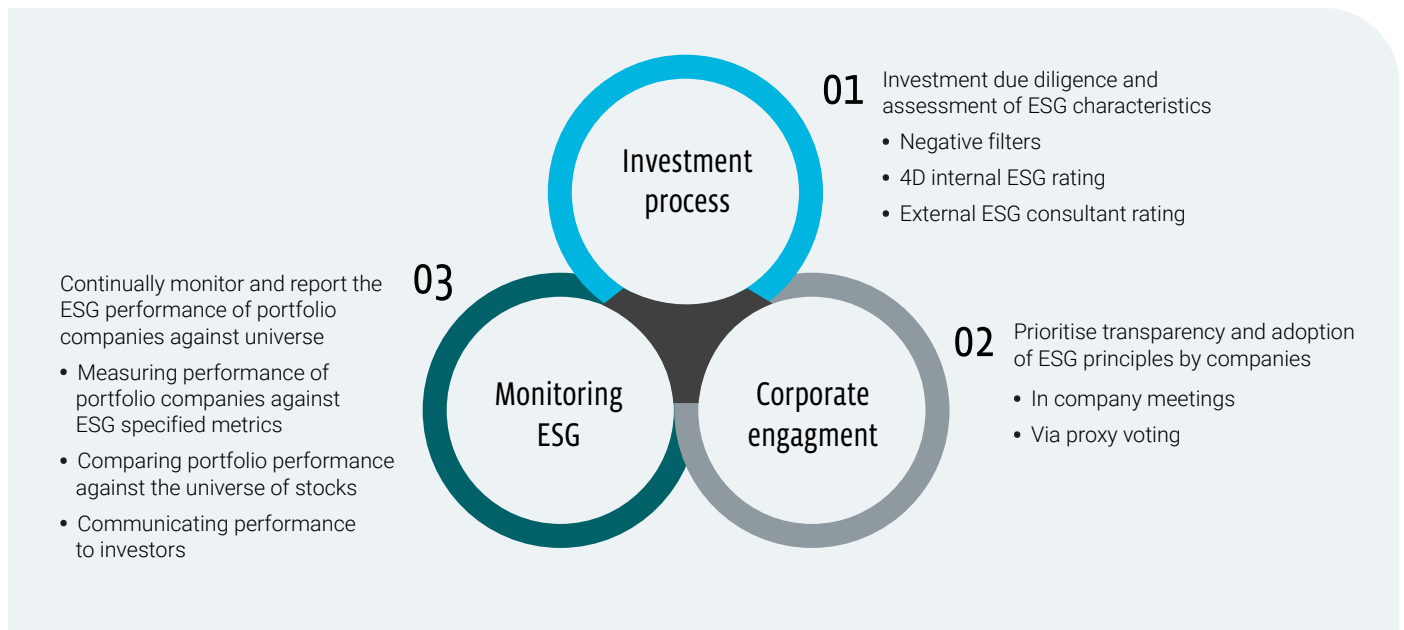 Investment
process
01
Investment due diligence and
assessment of ESG characteristics
• Negative filters
• 4D internal ESG rating
• External ESG consultant rating
Corporate
engagment
02
Prioritise transparency and adoption
of ESG principles by companies
• In company meetings
• Via proxy voting
Monitoring
ESG
03
Continually monitor and report the
ESG performance of portfolio
companies against universe
• Measuring performance of
portfolio companies against
ESG specified metrics
• Comparing portfolio performance
against the universe of stocks
• Communicating performance
to investors